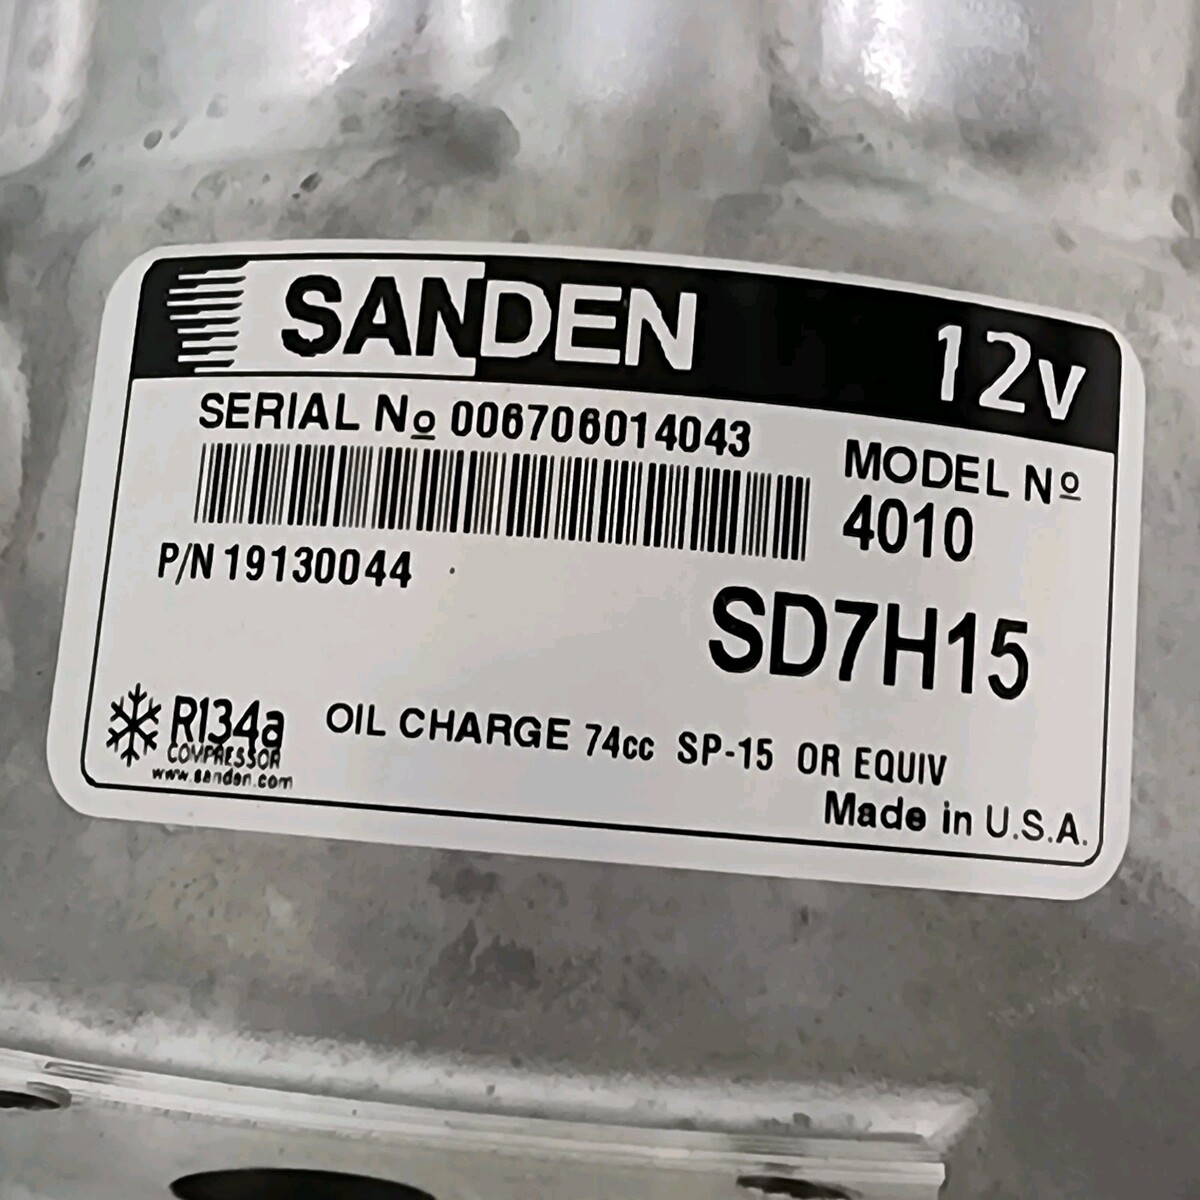 SANDEN 12v
SERIAL Nº 006706014043
MODEL Nº
4010
P/N 19130044
SD7H15
R134a
COMPRESSOR
www.sanden.com
OIL CHARGE 74cc SP-15 OR EQUIV
Made in U.S.A.